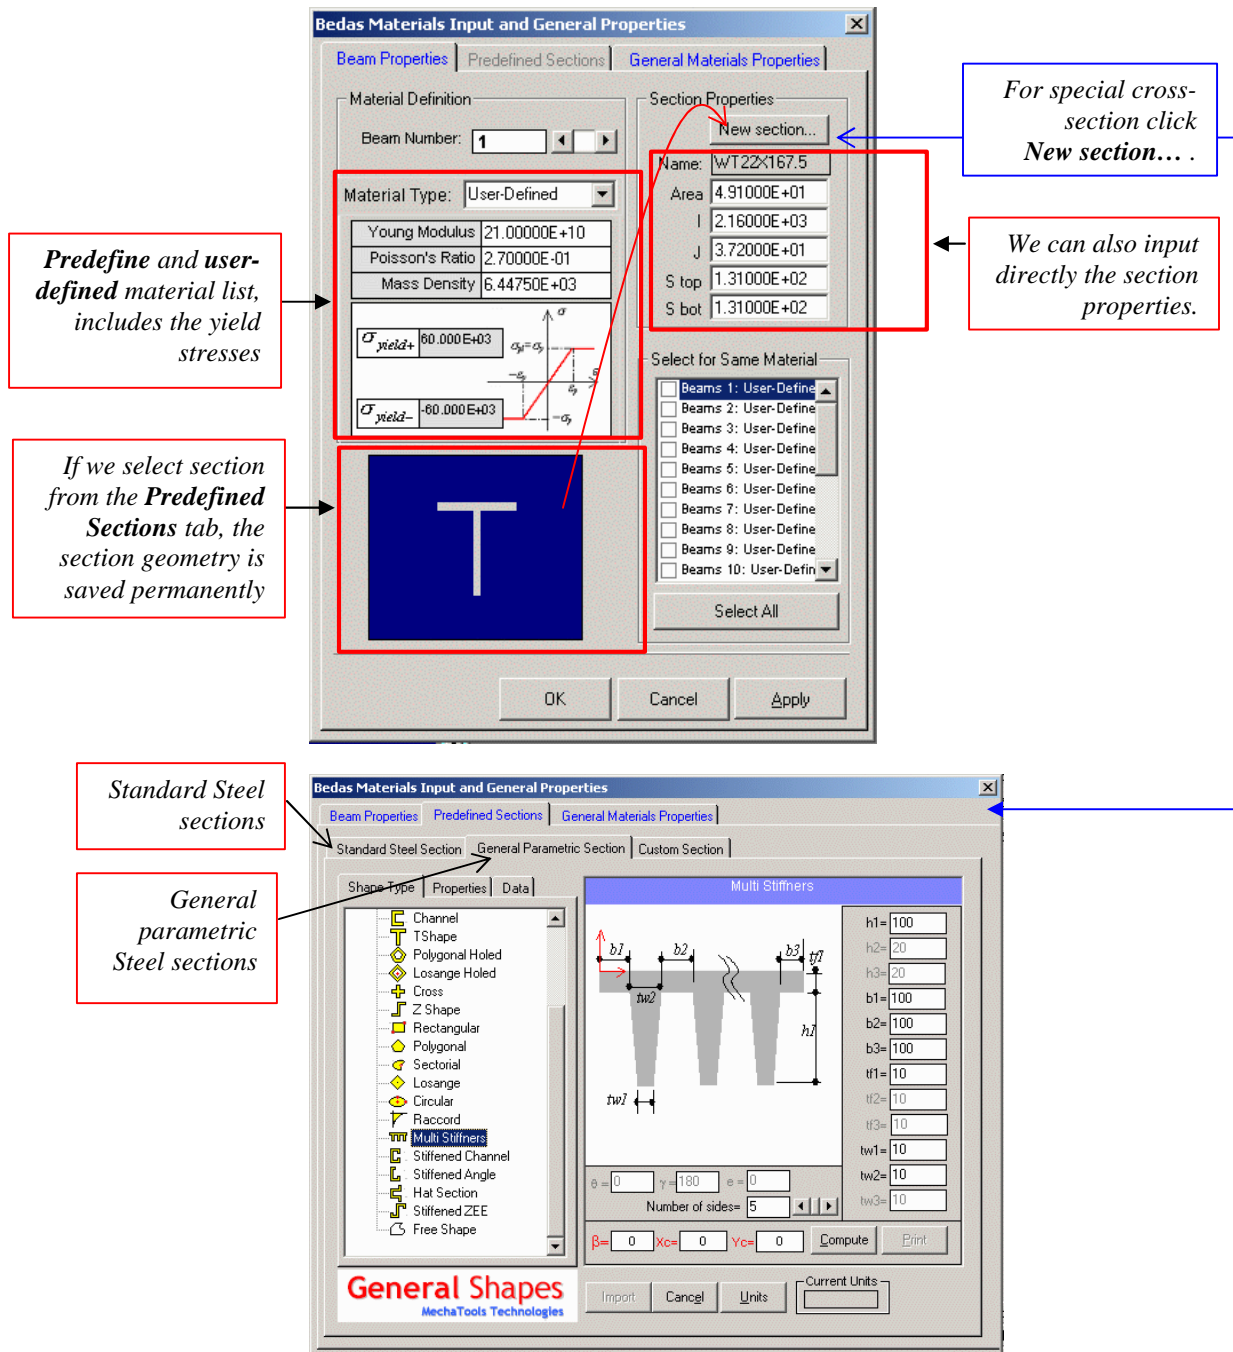 Bedas Materials Input and General Properties
Beam Properties
Predefined Sections
General Materials Properties
Material Definition
Beam Number: 1
Material Type: User-Defined
Young Modulus 21.00000E+10
Poisson's Ratio 2.70000E-01
Mass Density 6.44750E+03
σ yield+ 60.000E+03
σ
σpl=σy
-εy
εy
ε
σ yield- -60.000E+03
-σy
Section Properties
New section...
Name: WT22X167.5
Area 4.91000E+01
I 2.16000E+03
J 3.72000E+01
S top 1.31000E+02
S bot 1.31000E+02
Select for Same Material
Beams 1: User-Define
Beams 2: User-Define
Beams 3: User-Define
Beams 4: User-Define
Beams 5: User-Define
Beams 6: User-Define
Beams 7: User-Define
Beams 8: User-Define
Beams 9: User-Define
Beams 10: User-Defin
Select All
OK
Cancel
Apply
For special cross-
section click
New section… .
We can also input
directly the section
properties.
Predefine and user-
defined material list,
includes the yield
stresses
If we select section
from the Predefined
Sections tab, the
section geometry is
saved permanently
Standard Steel
sections
General
parametric
Steel sections
Bedas Materials Input and General Properties
Beam Properties
Predefined Sections
General Materials Properties
Standard Steel Section
General Parametric Section
Custom Section
Shape Type
Properties
Data
Channel
TShape
Polygonal Holed
Losange Holed
Cross
Z Shape
Rectangular
Polygonal
Sectorial
Losange
Circular
Raccord
Multi Stiffners
Stiffened Channel
Stiffened Angle
Hat Section
Stiffened ZEE
Free Shape
General Shapes
MechaTools Technologies
Multi Stiffners
b1
b2
b3
tf1
tw2
h1
tw1
h1= 100
h2= 20
h3= 20
b1= 100
b2= 100
b3= 100
tf1= 10
tf2= 10
tf3= 10
tw1= 10
tw2= 10
tw3= 10
θ = 0
γ = 180
e = 0
Number of sides= 5
β= 0
Xc= 0
Yc= 0
Compute
Print
Import
Cancel
Units
Current Units